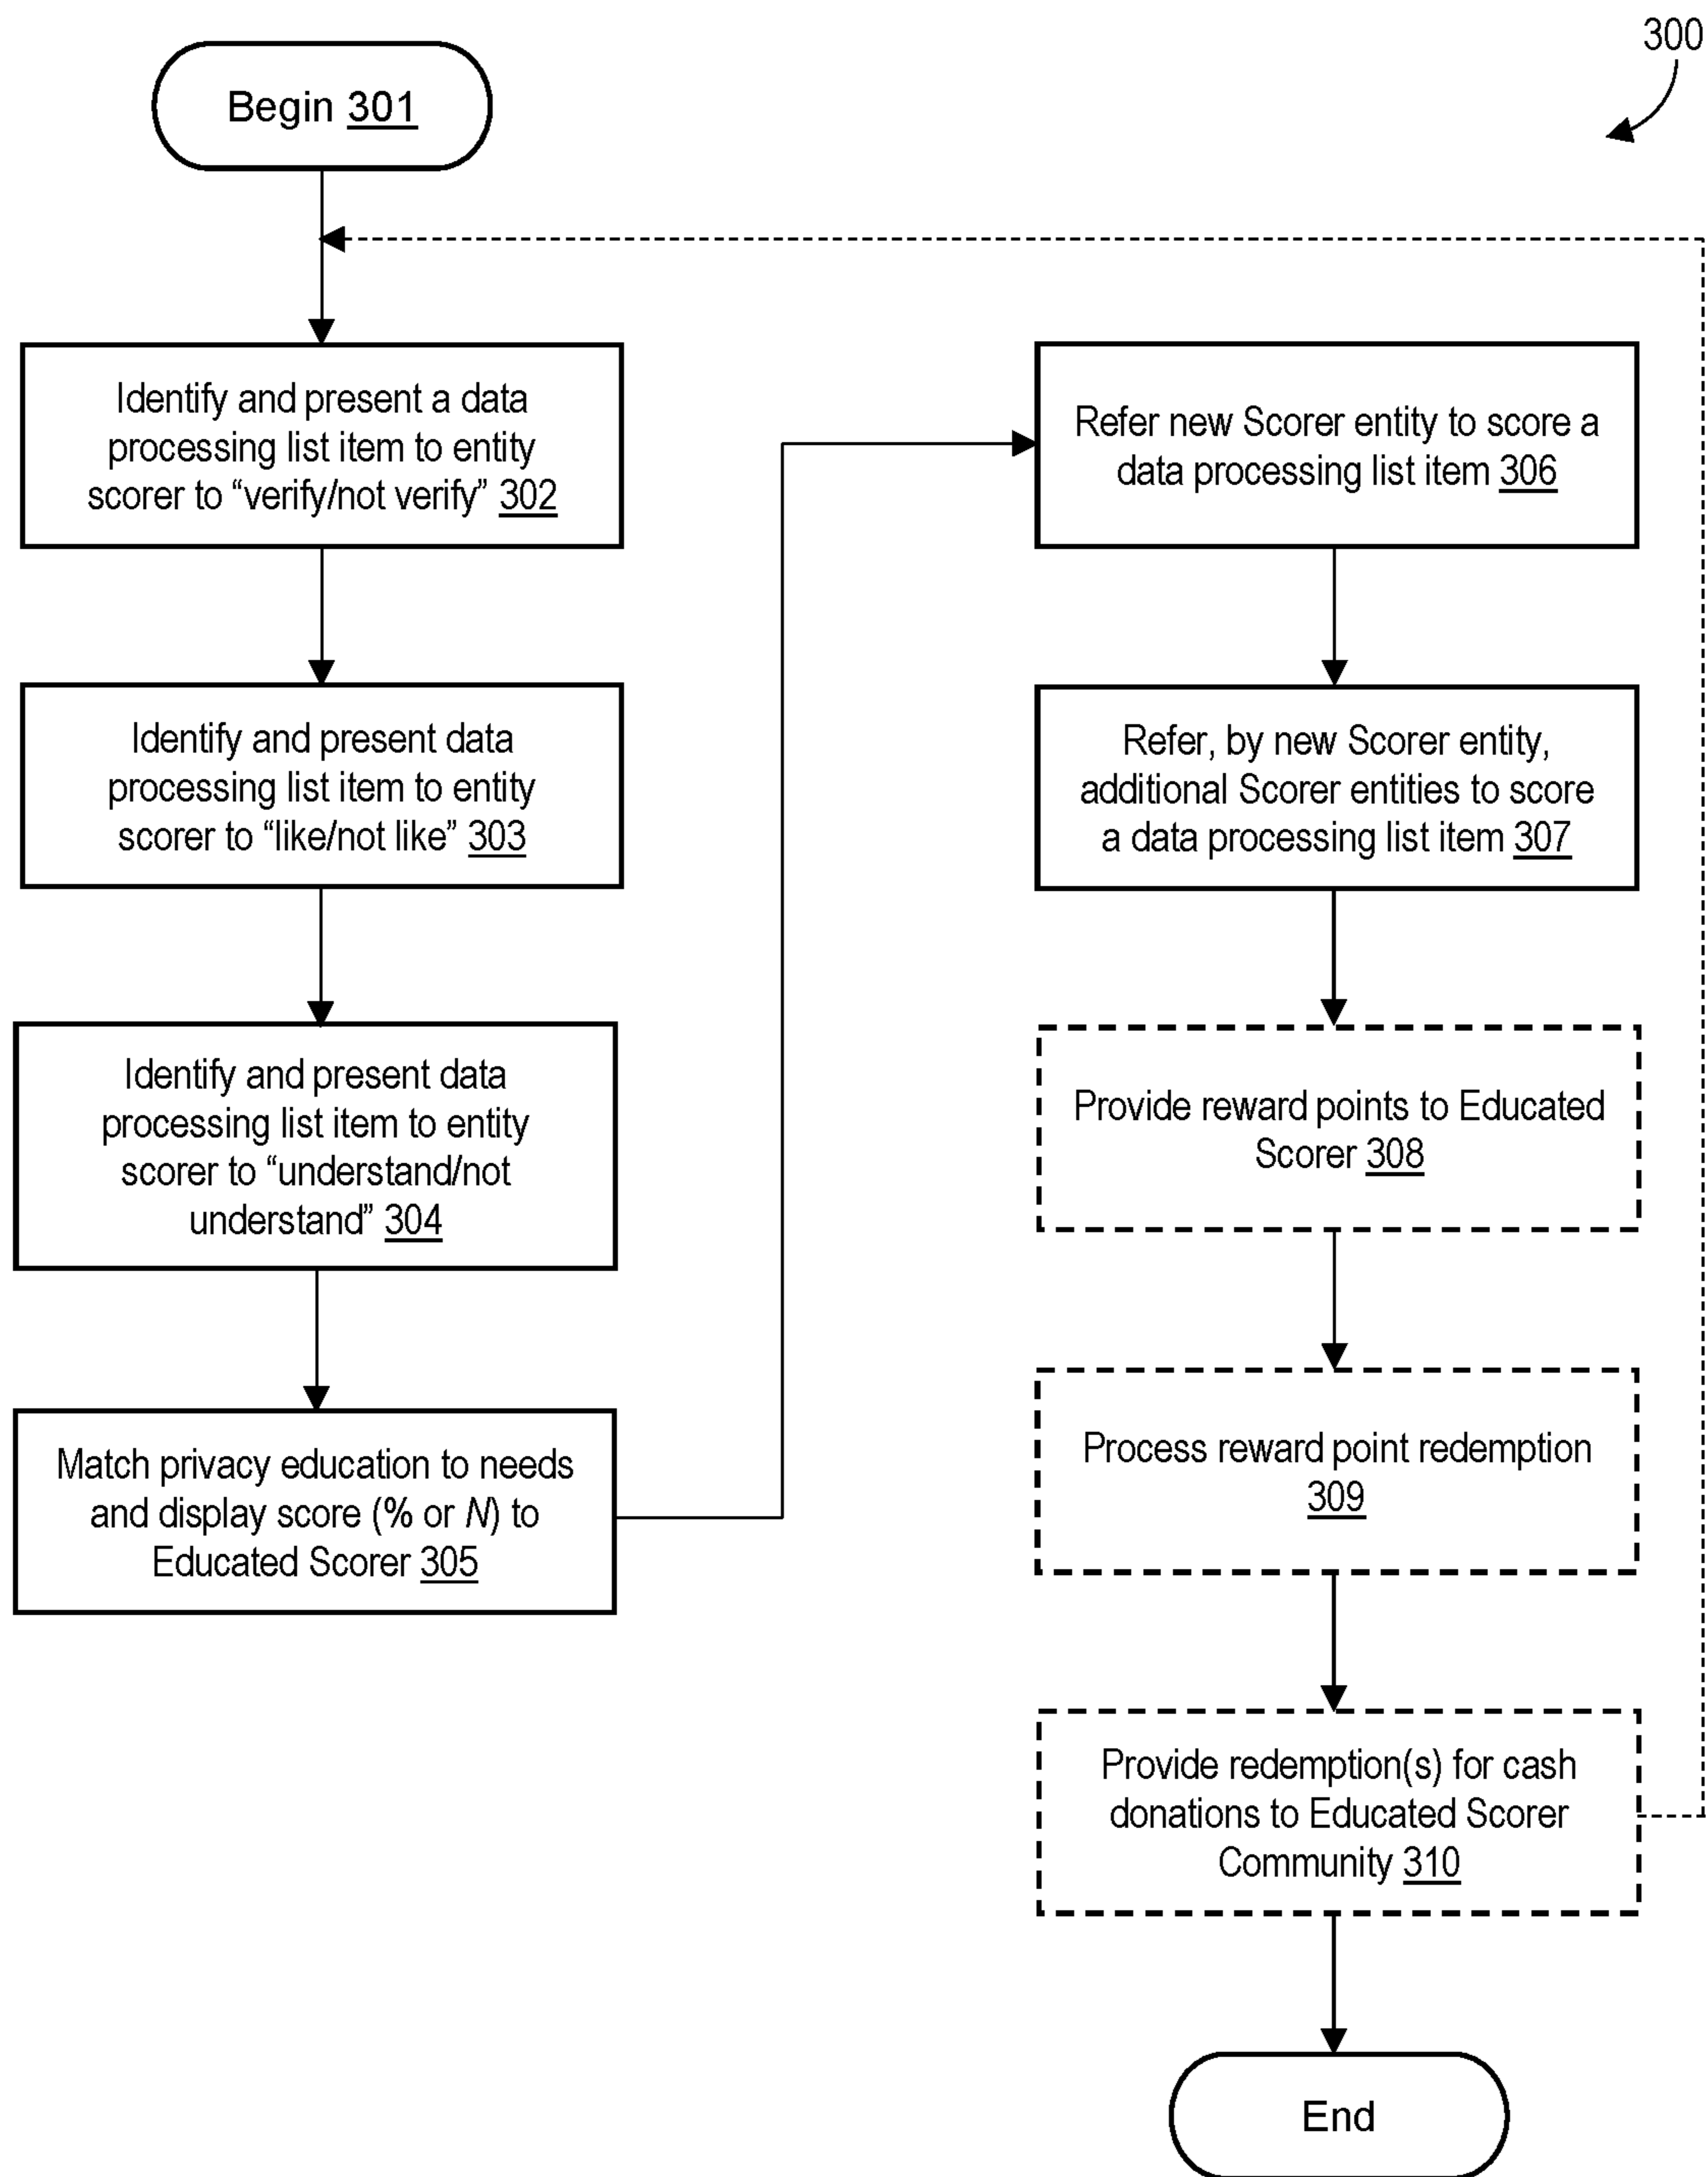 300
Begin 301
Identify and present a data
processing list item to entity
scorer to “verify/not verify” 302
Identify and present data
processing list item to entity
scorer to “like/not like” 303
Identify and present data
processing list item to entity
scorer to “understand/not
understand” 304
Match privacy education to needs
and display score (% or N) to
Educated Scorer 305
Refer new Scorer entity to score a
data processing list item 306
Refer, by new Scorer entity,
additional Scorer entities to score
a data processing list item 307
Provide reward points to Educated
Scorer 308
Process reward point redemption
309
Provide redemption(s) for cash
donations to Educated Scorer
Community 310
End